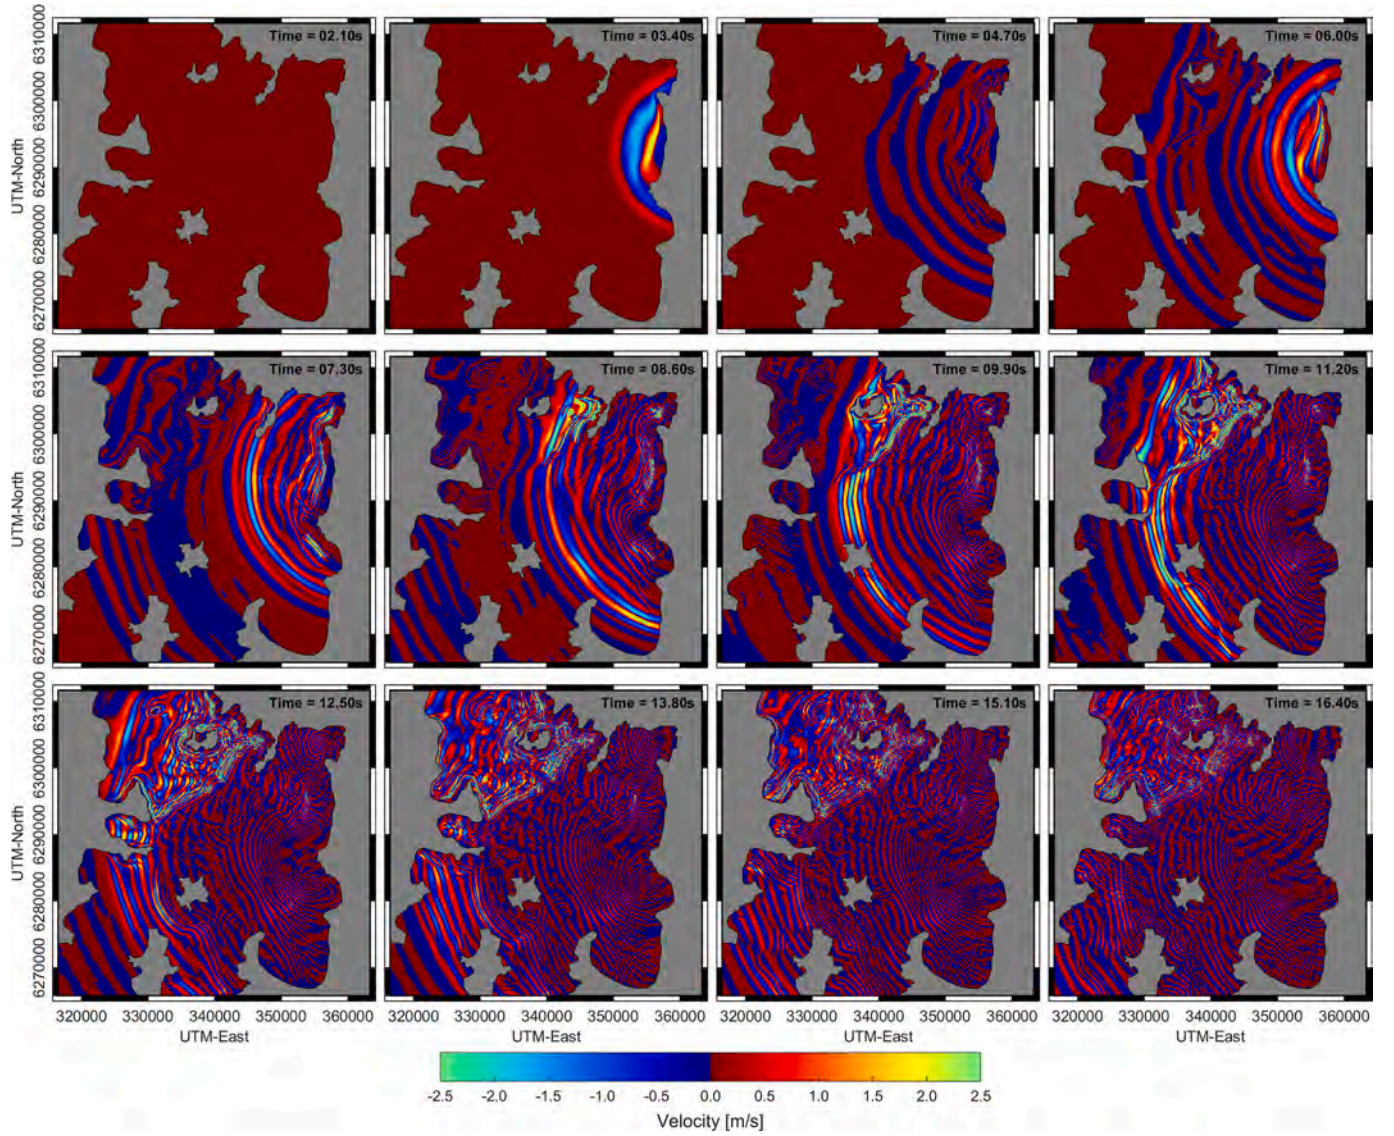 Time = 02.10s
Time = 03.40s
Time = 04.70s
Time = 06.00s
UTM-North
6310000
6300000
6290000
6280000
6270000
Time = 07.30s
Time = 08.60s
Time = 09.90s
Time = 11.20s
UTM-North
6310000
6300000
6290000
6280000
6270000
Time = 12.50s
Time = 13.80s
Time = 15.10s
Time = 16.40s
UTM-North
6310000
6300000
6290000
6280000
6270000
320000 330000 340000 350000 360000
320000 330000 340000 350000 360000
320000 330000 340000 350000 360000
320000 330000 340000 350000 360000
UTM-East
UTM-East
UTM-East
UTM-East
-2.5 -2.0 -1.5 -1.0 -0.5 0.0 0.5 1.0 1.5 2.0 2.5
Velocity [m/s]